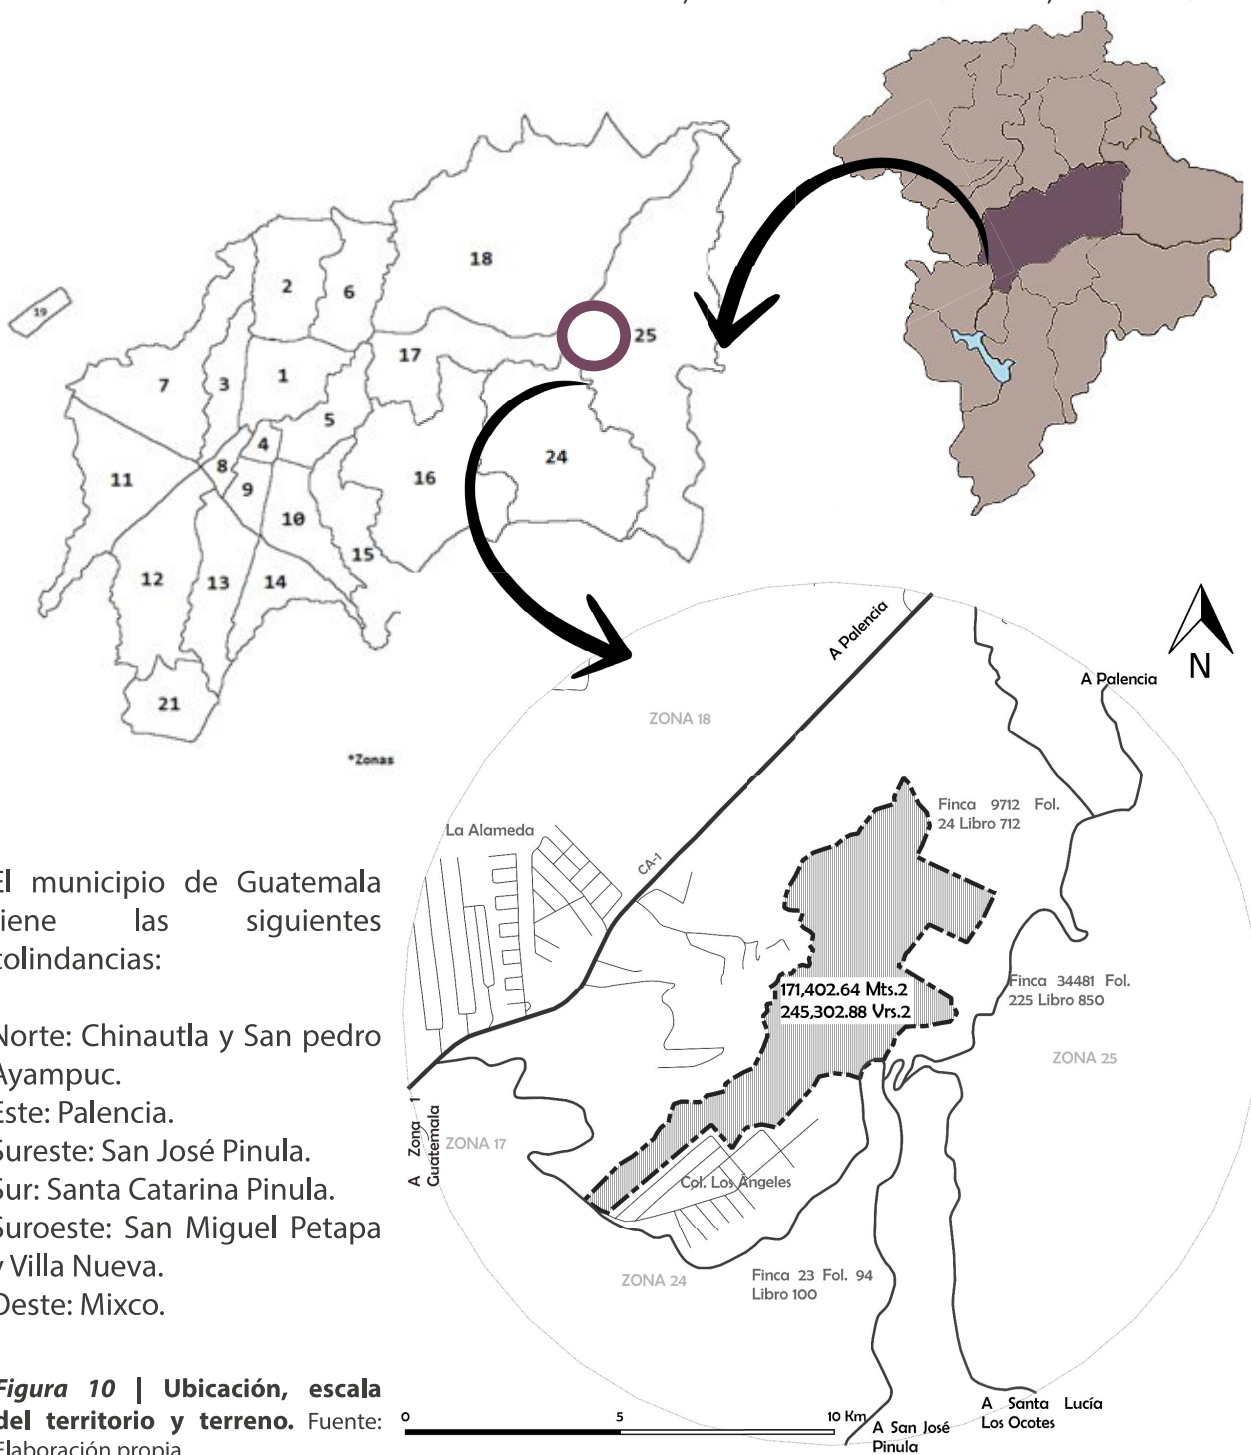 18
2
6
19
25
17
7
3
1
5
4
8
24
11
16
9
10
15
12
13
14
21
*Zonas
N
A Palencia
A Palencia
ZONA 18
La Alameda
CA-1
Finca 9712 Fol.
24 Libro 712
171,402.64 Mts.2
245,302.88 Vrs.2
Finca 34481 Fol.
225 Libro 850
ZONA 25
A Zona 1
Guatemala
ZONA 17
Col. Los Ángeles
ZONA 24
Finca 23 Fol. 94
Libro 100
0 5 10 Km
A San José
Pinula
A Santa Lucía
Los Ocotes
El municipio de Guatemala
tiene las siguientes
colindancias:
Norte: Chinautla y San pedro
Ayampuc.
Este: Palencia.
Sureste: San José Pinula.
Sur: Santa Catarina Pinula.
Suroeste: San Miguel Petapa
y Villa Nueva.
Oeste: Mixco.
Figura 10 | Ubicación, escala
del territorio y terreno. Fuente:
Elaboración propia